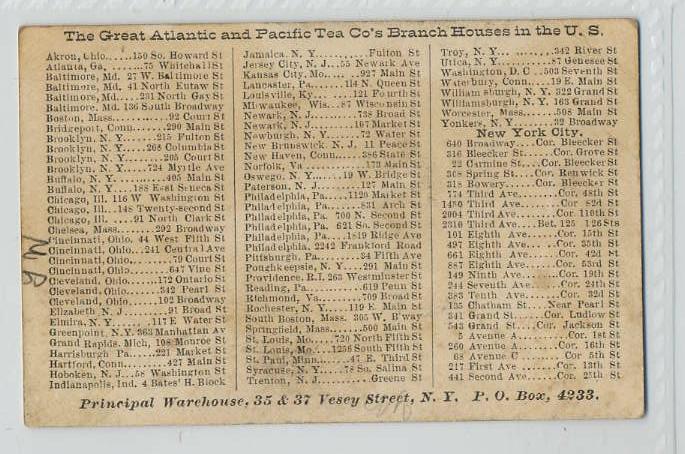 The Great Atlantic and Pacific Tea Co's Branch Houses in the U. S.
Akron, Ohio.....150 So. Howard St
Atlanta, Ga, ......75 Whitehall St
Baltimore, Md. 27 W. Baltimore St
Baltimore, Md. 41 North Eutaw St
Baltimore, Md.....231 North Gay St
Baltimore, Md. 136 South Broadway
Boston, Mass..........92 Court St
Bridgeport, Conn......290 Main St
Brooklyn, N. Y......215 Fulton St
Brooklyn, N. Y....268 Columbia St
Brooklyn, N. Y.......205 Court St
Brooklyn, N. Y.....724 Myrtle Ave
Buffalo, N. Y.........405 Main St
Buffalo, N. Y....188 East Seneca St
Chicago, Ill. 116 W Washington St
Chicago, Ill. ..148 Twenty-second St
Chicago, Ill......91 North Clark St
Chelsea, Mass.......292 Broadway
Cincinnati, Ohio. 44 West Fifth St
Cincinnati, Ohio...241 Central Ave
Cincinnati, Ohio.......79 Court St
Cincinnati, Ohio......647 Vine St
Cleveland, Ohio.....172 Ontario St
Cleveland, Ohio......342 Pearl St
Cleveland, Ohio......102 Broadway
Elizabeth N. J........91 Broad St
Elmira, N. Y......117 E Water St
Greenpoint, N.Y. 363 Manhattan Av
Grand Rapids. Mich, 108 Monroe St
Harrisburg Pa.....221 Market St
Hartford, Conn.......427 Main St
Hoboken, N. J...58 Washington St
Indianapolis, Ind. 4 Bates' H. Block
Jamaica. N. Y..........Fulton St
Jersey City, N. J...55 Newark Ave
Kansas City, Mo.....927 Main St
Lancaster, Pa.....114 N. Queen St
Louisville, Ky......121 Fourth St
Milwaukee, Wis...87 Wisconsin St
Newark, N. J........738 Broad St
Newark, N. J.......107 Market St
Newburgh, N. Y.......72 Water St
New Brunswick. N. J. 11 Peace St
New Haven, Conn.....386 State St
Norfolk, Va..........172 Main St
Oswego. N. Y.....19 W. Bridge St
Paterson, N. J.......127 Main St
Philadelphia, Pa....1120 Market St
Philadelphia, Pa......831 Arch St
Philadelphia, Pa. 700 N. Second St
Philadelphia, Pa. 621 So. Second St
Philadelphia, Pa...1519 Ridge Ave
Philadelphia. 2242 Frankford Road
Pittsburg, Pa.......34 Fifth Ave
Poughkeepsie, N. Y....291 Main St
Providence. R.I. 263 Westminster St
Reading, Pa..........619 Penn St
Richmond, Va........709 Broad St
Rochester, N. Y.....119 E. Main St
South Boston, Mass. 305 W. B'way
Springfield, Mass......500 Main St
St. Louis, Mo.....720 North Fifth St
St. Louis, Mo....1256 South Fifth St
St. Paul, Minn.....47 E. Third St
Syracuse, N. Y....78 So. Salina St
Trenton, N. J.........Greene St
Troy, N. Y........342 River St
Utica, N. Y......87 Genesee St
Washington, D. C ..503 Seventh St
Waterbury, Conn....19 E. Main St
Williamsburgh, N. Y. 322 Grand St
Williamsburgh, N. Y. 163 Grand St
Worcester, Mass......508 Main St
Yonkers, N. Y........32 Broadway
New York City.
640 Broadway....Cor. Bleecker St
316 Bleecker St......Cor. Grove St
22 Carmine St....Cor. Bleecker St
308 Spring St...Cor. Renwick St
318 Bowery.....Cor. Bleecker St
774 Third Ave......Cor. 48th St
1450 Third Ave......Cor 82d St
2004 Third Ave....Cor. 110th St
2310 Third Ave....Bet. 125 126 Sts
101 Eighth Ave.....Cor. 15th St
497 Eighth Ave.....Cor. 35th St
661 Eighth Ave......Cor. 42d St
887 Eighth Ave.....Cor. 53rd St
149 Ninth Ave......Cor. 19th St
244 Seventh Ave....Cor. 24th St
383 Tenth Ave.......Cor. 32d St
135 Chatham St.....Near Pearl St
341 Grand St......Cor. Ludlow St
543 Grand St....Cor. Jackson St
5 Avenue A.........Cor. 1st St
260 Avenue A......Cor. 16th St
68 Avenue C.......Cor 5th St
217 First Ave......Cor. 13th St
441 Second Ave.....Cor. 25th St
Principal Warehouse, 35 & 37 Vesey Street, N. Y. P. O. Box, 4233.